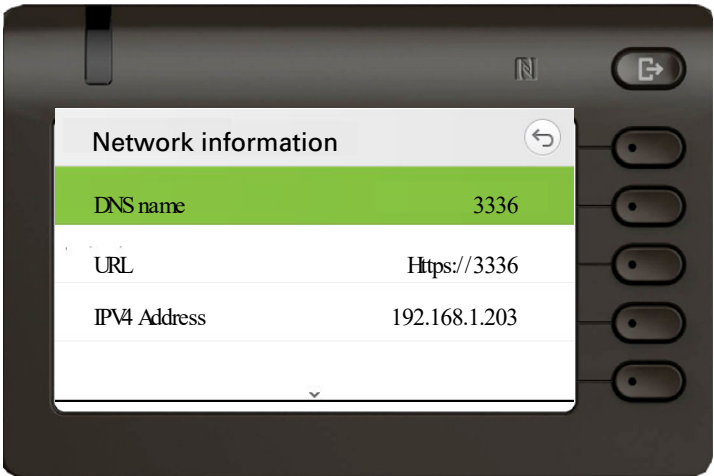 Network information
DNS name 3336
URL Https://3336
IPV4 Address 192.168.1.203